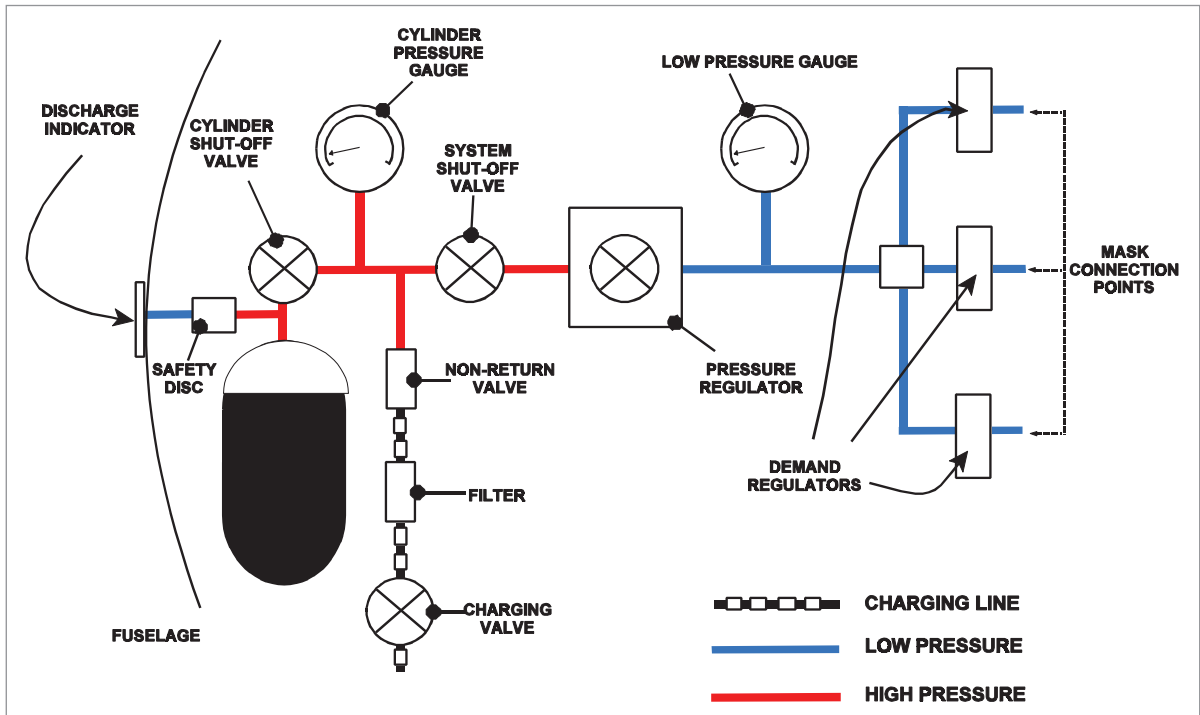 CYLINDER
PRESSURE
GAUGE
LOW PRESSURE GAUGE
DISCHARGE
INDICATOR
CYLINDER
SHUT-OFF
VALVE
SYSTEM
SHUT-OFF
VALVE
MASK
CONNECTION
POINTS
SAFETY
DISC
NON-RETURN
VALVE
PRESSURE
REGULATOR
DEMAND
REGULATORS
FILTER
CHARGING
VALVE
FUSELAGE
CHARGING LINE
LOW PRESSURE
HIGH PRESSURE